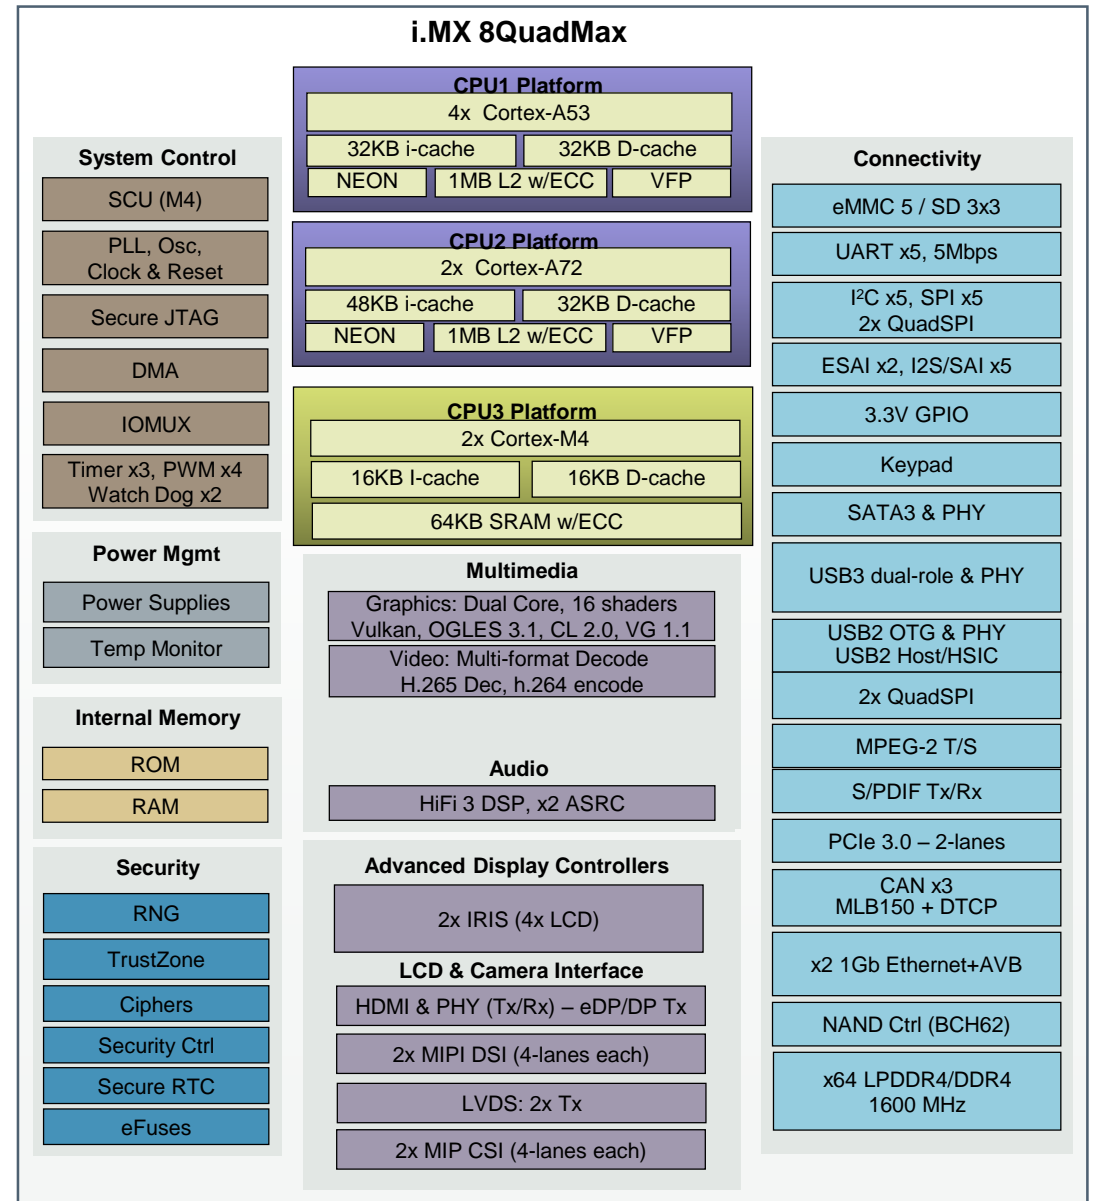 i.MX 8QuadMax
CPU1 Platform
4x  Cortex-A53
32KB i-cache
32KB D-cache
NEON
1MB L2 w/ECC
VFP
CPU2 Platform
2x  Cortex-A72
48KB i-cache
32KB D-cache
NEON
1MB L2 w/ECC
VFP
CPU3 Platform
2x Cortex-M4
16KB I-cache
16KB D-cache
64KB SRAM w/ECC
System Control
SCU (M4)
PLL, Osc,
Clock & Reset
Secure JTAG
DMA
IOMUX
Timer x3, PWM x4
Watch Dog x2
Power Mgmt
Power Supplies
Temp Monitor
Internal Memory
ROM
RAM
Security
RNG
TrustZone
Ciphers
Security Ctrl
Secure RTC
eFuses
Multimedia
Graphics: Dual Core, 16 shaders
Vulkan, OGLES 3.1, CL 2.0, VG 1.1
Video: Multi-format Decode
H.265 Dec, h.264 encode
Audio
HiFi 3 DSP, x2 ASRC
Advanced Display Controllers
2x IRIS (4x LCD)
LCD & Camera Interface
HDMI & PHY (Tx/Rx) – eDP/DP Tx
2x MIPI DSI (4-lanes each)
LVDS: 2x Tx
2x MIP CSI (4-lanes each)
Connectivity
eMMC 5 / SD 3x3
UART x5, 5Mbps
I²C x5, SPI x5
2x QuadSPI
ESAI x2, I2S/SAI x5
3.3V GPIO
Keypad
SATA3 & PHY
USB3 dual-role & PHY
USB2 OTG & PHY
USB2 Host/HSIC
2x QuadSPI
MPEG-2 T/S
S/PDIF Tx/Rx
PCIe 3.0 – 2-lanes
CAN x3
MLB150 + DTCP
x2 1Gb Ethernet+AVB
NAND Ctrl (BCH62)
x64 LPDDR4/DDR4
1600 MHz